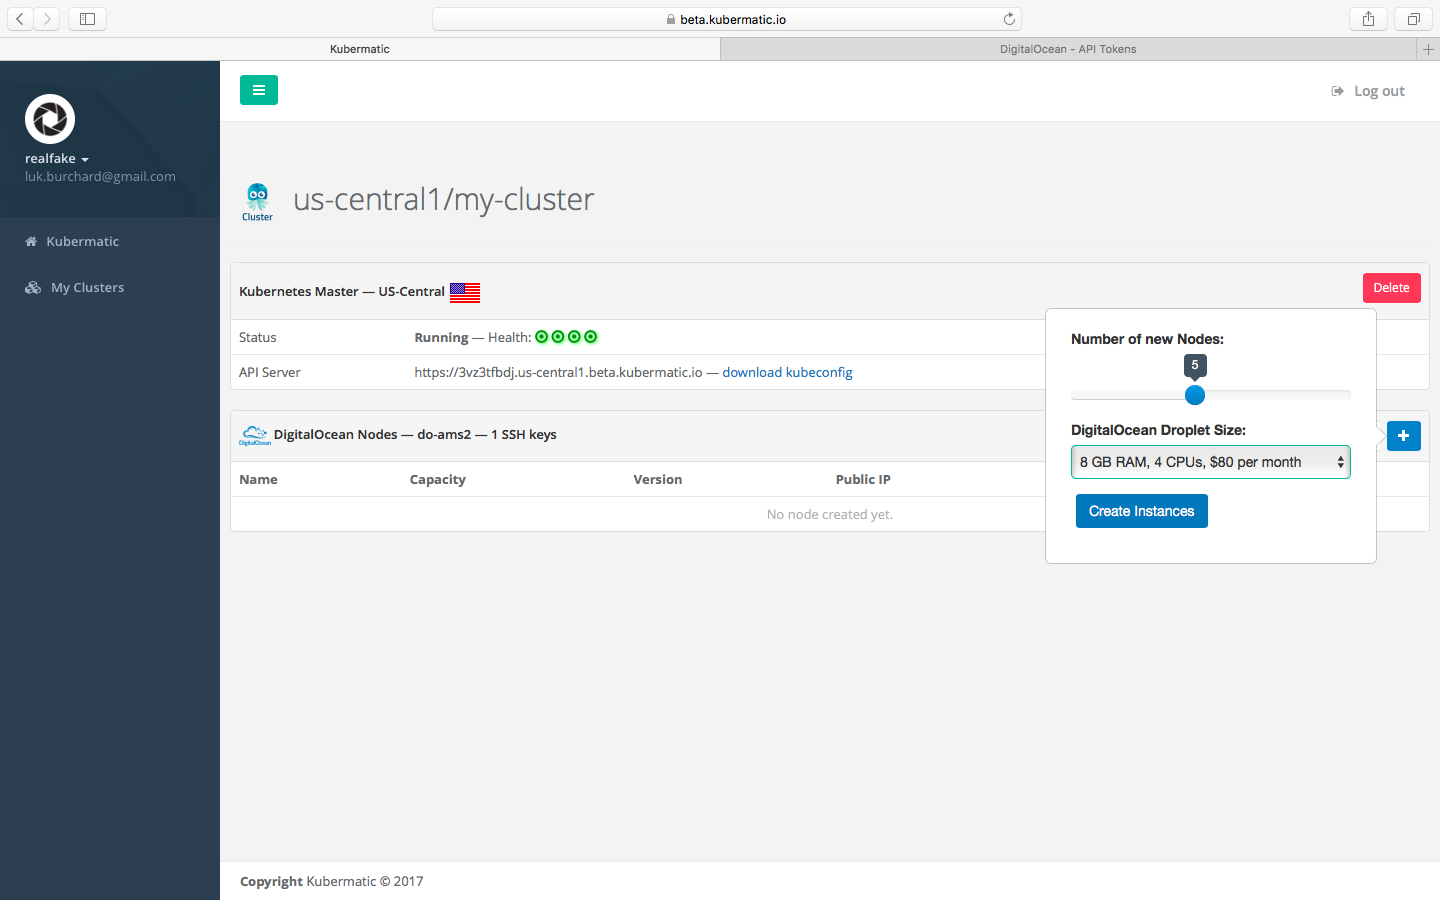 beta.kubermatic.io
Kubermatic
DigitalOcean - API Tokens
realfake
luk.burchard@gmail.com
Kubermatic
My Clusters
Log out
Cluster
us-central1/my-cluster
Kubernetes Master — US-Central
Delete
Status
Running — Health:
API Server
https://3vz3tfbdj.us-central1.beta.kubermatic.io — download kubeconfig
DigitalOcean
DigitalOcean Nodes — do-ams2 — 1 SSH keys
Name Capacity Version Public IP
No node created yet.
Number of new Nodes:
5
DigitalOcean Droplet Size:
8 GB RAM, 4 CPUs, $80 per month
Create Instances
Copyright Kubermatic © 2017